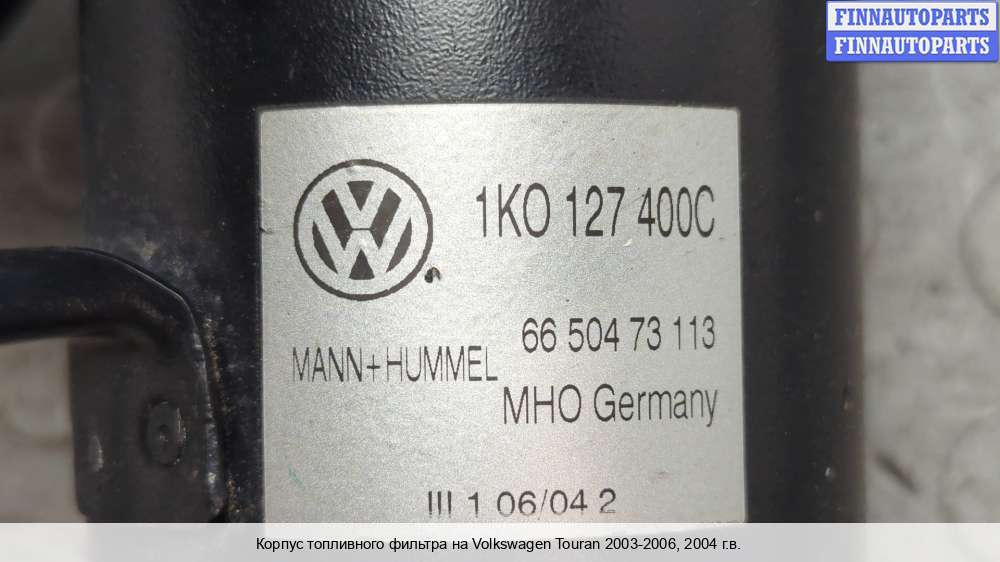 FINNAUTOPARTS
FINNAUTOPARTS
1K0 127 400C
66 504 73 113
MANN+HUMMEL
MHO Germany
III 1 06/04 2
Корпус топливного фильтра на Volkswagen Touran 2003-2006, 2004 г.в.